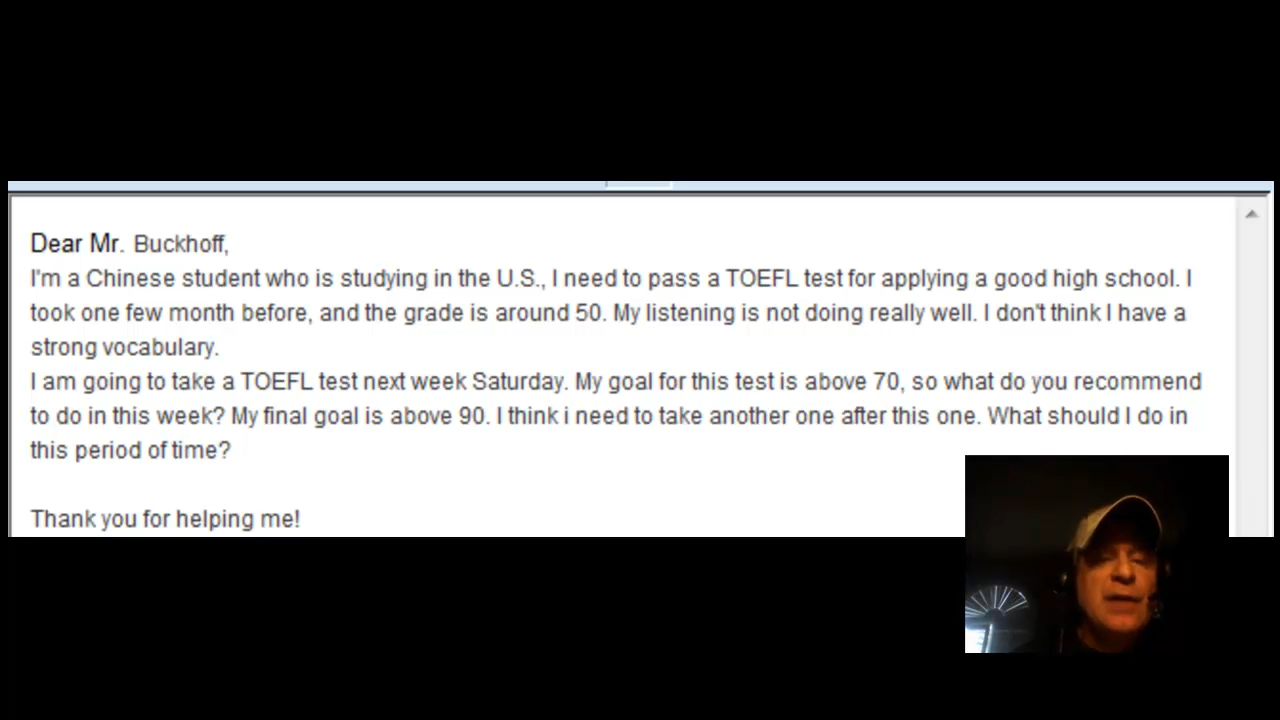 Dear Mr. Buckhoff,
I'm a Chinese student who is studying in the U.S., I need to pass a TOEFL test for applying a good high school. I
took one few month before, and the grade is around 50. My listening is not doing really well. I don't think I have a
strong vocabulary.
I am going to take a TOEFL test next week Saturday. My goal for this test is above 70, so what do you recommend
to do in this week? My final goal is above 90. I think i need to take another one after this one. What should I do in
this period of time?
Thank you for helping me!